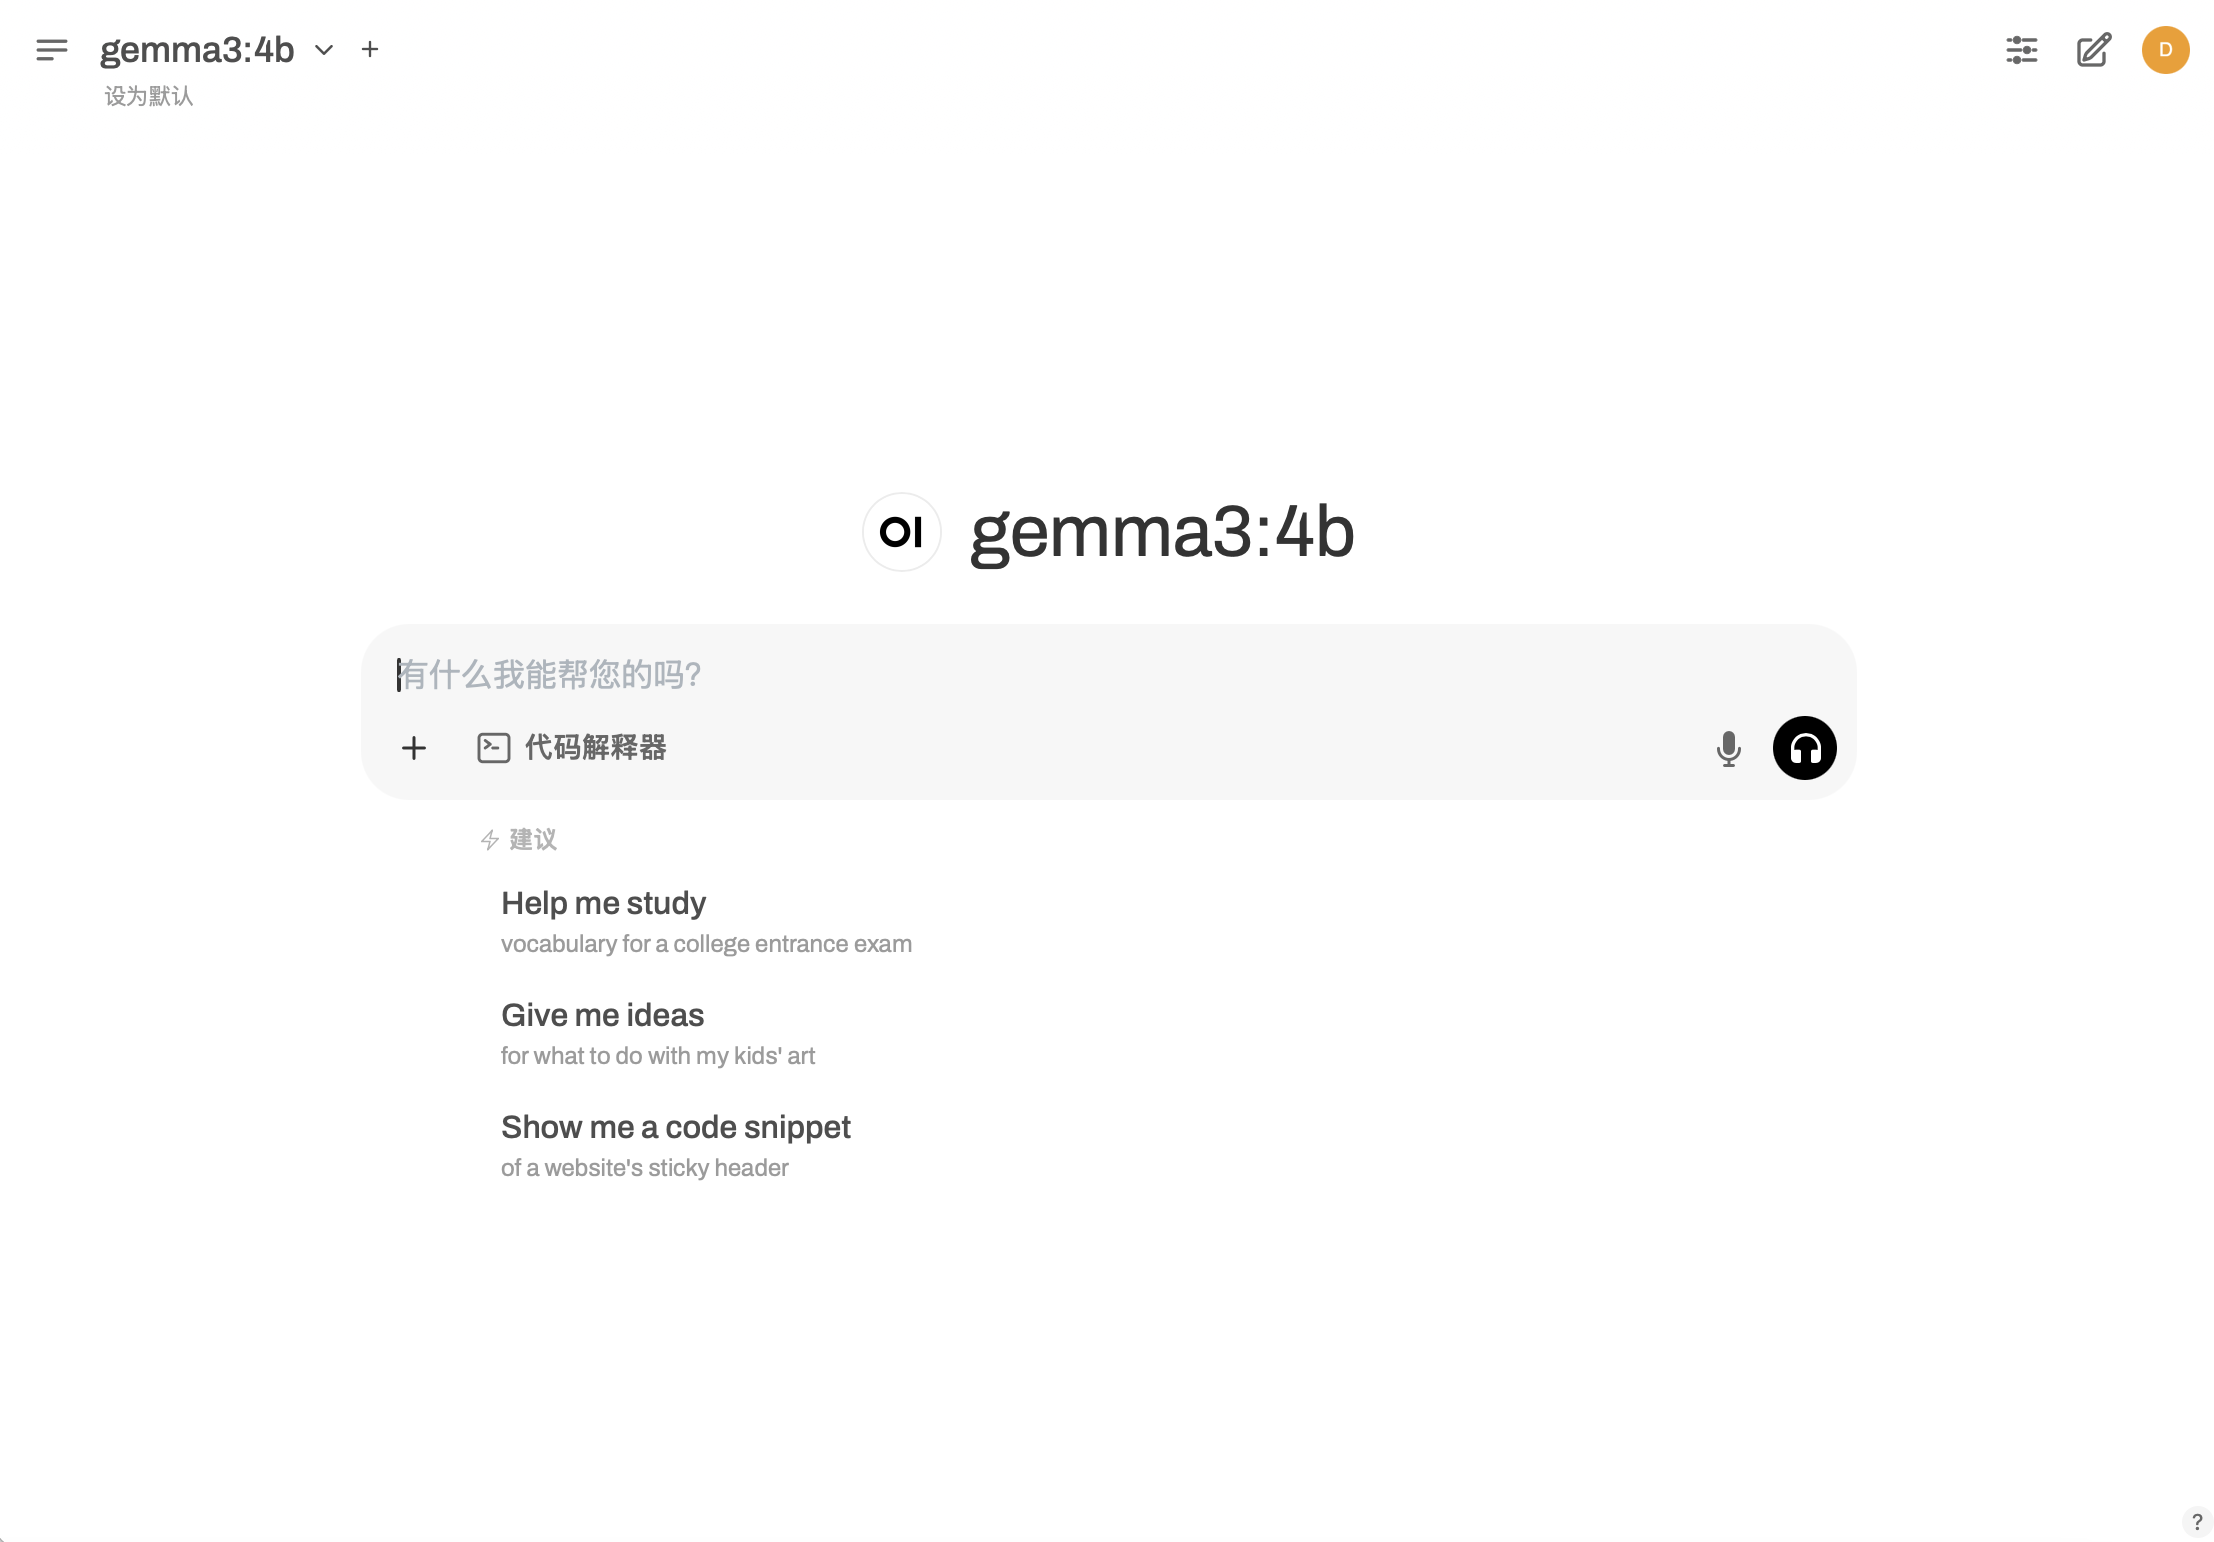 gemma3:4b
设为默认
D
OI gemma3:4b
有什么我能帮您的吗?
代码解释器
建议
Help me study
vocabulary for a college entrance exam
Give me ideas
for what to do with my kids' art
Show me a code snippet
of a website's sticky header
?